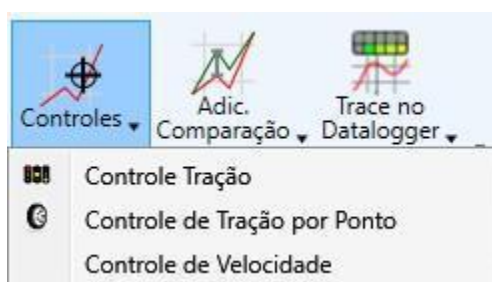 Controles
Adic.
Comparação
Trace no
Datalogger
Controle Tração
Controle de Tração por Ponto
Controle de Velocidade